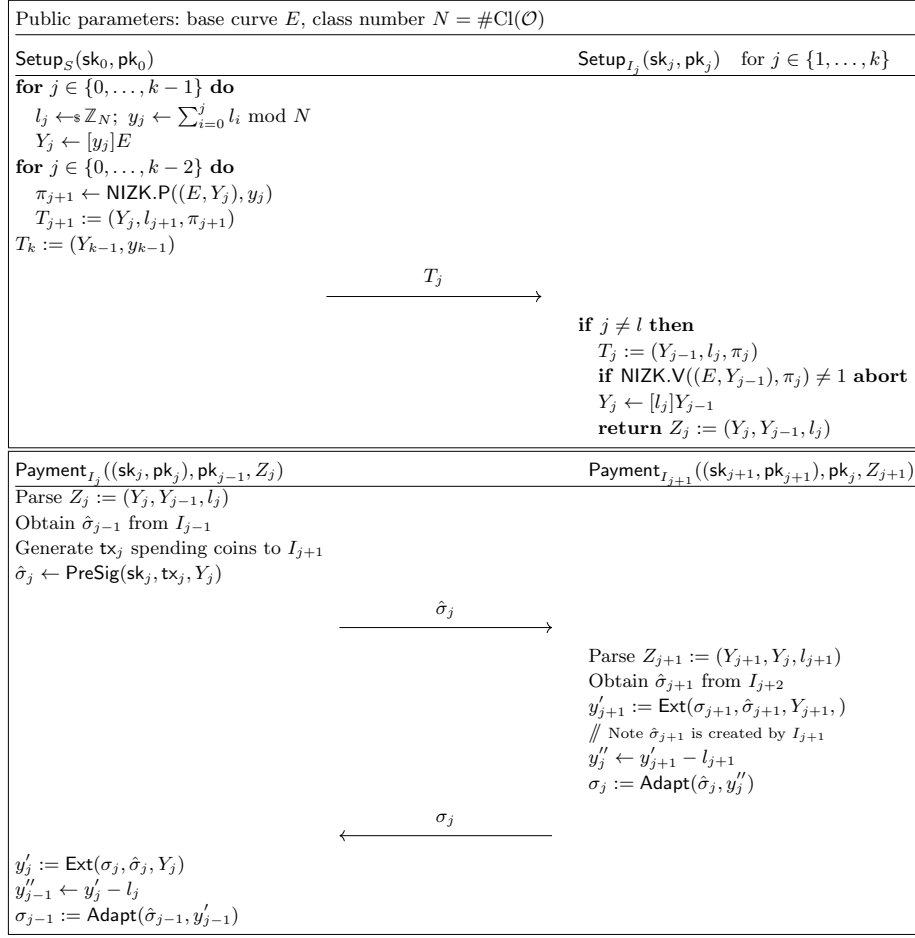 Public parameters: base curve E, class number N = #Cl(𝒪)
Setup_S(sk_0, pk_0)
Setup_{I_j}(sk_j, pk_j) for j ∈ {1, . . . , k}
for j ∈ {0, . . . , k − 1} do
l_j ←$ ℤ_N; y_j ← ∑_{i=0}^{j} l_i mod N
Y_j ← [y_j]E
for j ∈ {0, . . . , k − 2} do
π_{j+1} ← NIZK.P((E, Y_j), y_j)
T_{j+1} := (Y_j, l_{j+1}, π_{j+1})
T_k := (Y_{k−1}, y_{k−1})
T_j
if j ≠ l then
T_j := (Y_{j−1}, l_j, π_j)
if NIZK.V((E, Y_{j−1}), π_j) ≠ 1 abort
Y_j ← [l_j]Y_{j−1}
return Z_j := (Y_j, Y_{j−1}, l_j)
Payment_{I_j}((sk_j, pk_j), pk_{j−1}, Z_j)
Payment_{I_{j+1}}((sk_{j+1}, pk_{j+1}), pk_j, Z_{j+1})
Parse Z_j := (Y_j, Y_{j−1}, l_j)
Obtain σ̂_{j−1} from I_{j−1}
Generate tx_j spending coins to I_{j+1}
σ̂_j ← PreSig(sk_j, tx_j, Y_j)
σ̂_j
Parse Z_{j+1} := (Y_{j+1}, Y_j, l_{j+1})
Obtain σ̂_{j+1} from I_{j+2}
y′_{j+1} := Ext(σ_{j+1}, σ̂_{j+1}, Y_{j+1}, )
// Note σ̂_{j+1} is created by I_{j+1}
y″_j ← y′_{j+1} − l_{j+1}
σ_j := Adapt(σ̂_j, y″_j)
σ_j
y′_j := Ext(σ_j, σ̂_j, Y_j)
y″_{j−1} ← y′_j − l_j
σ_{j−1} := Adapt(σ̂_{j−1}, y′_{j−1})